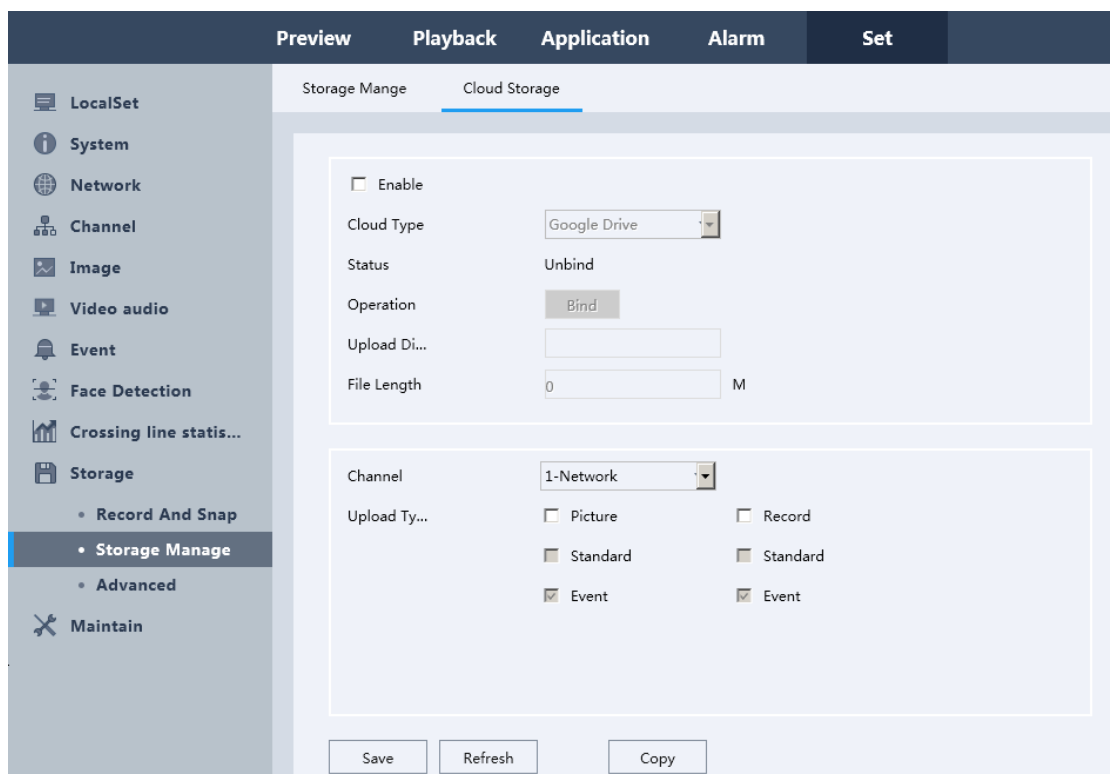 Preview Playback Application Alarm Set
Storage Mange Cloud Storage
LocalSet
System
Network
Channel
Image
Video audio
Event
Face Detection
Crossing line statis...
Storage
Record And Snap
Storage Manage
Advanced
Maintain
Enable
Cloud Type Google Drive
Status Unbind
Operation Bind
Upload Di...
File Length 0 M
Channel 1-Network
Upload Ty... Picture Record
Standard Standard
Event Event
Save Refresh Copy